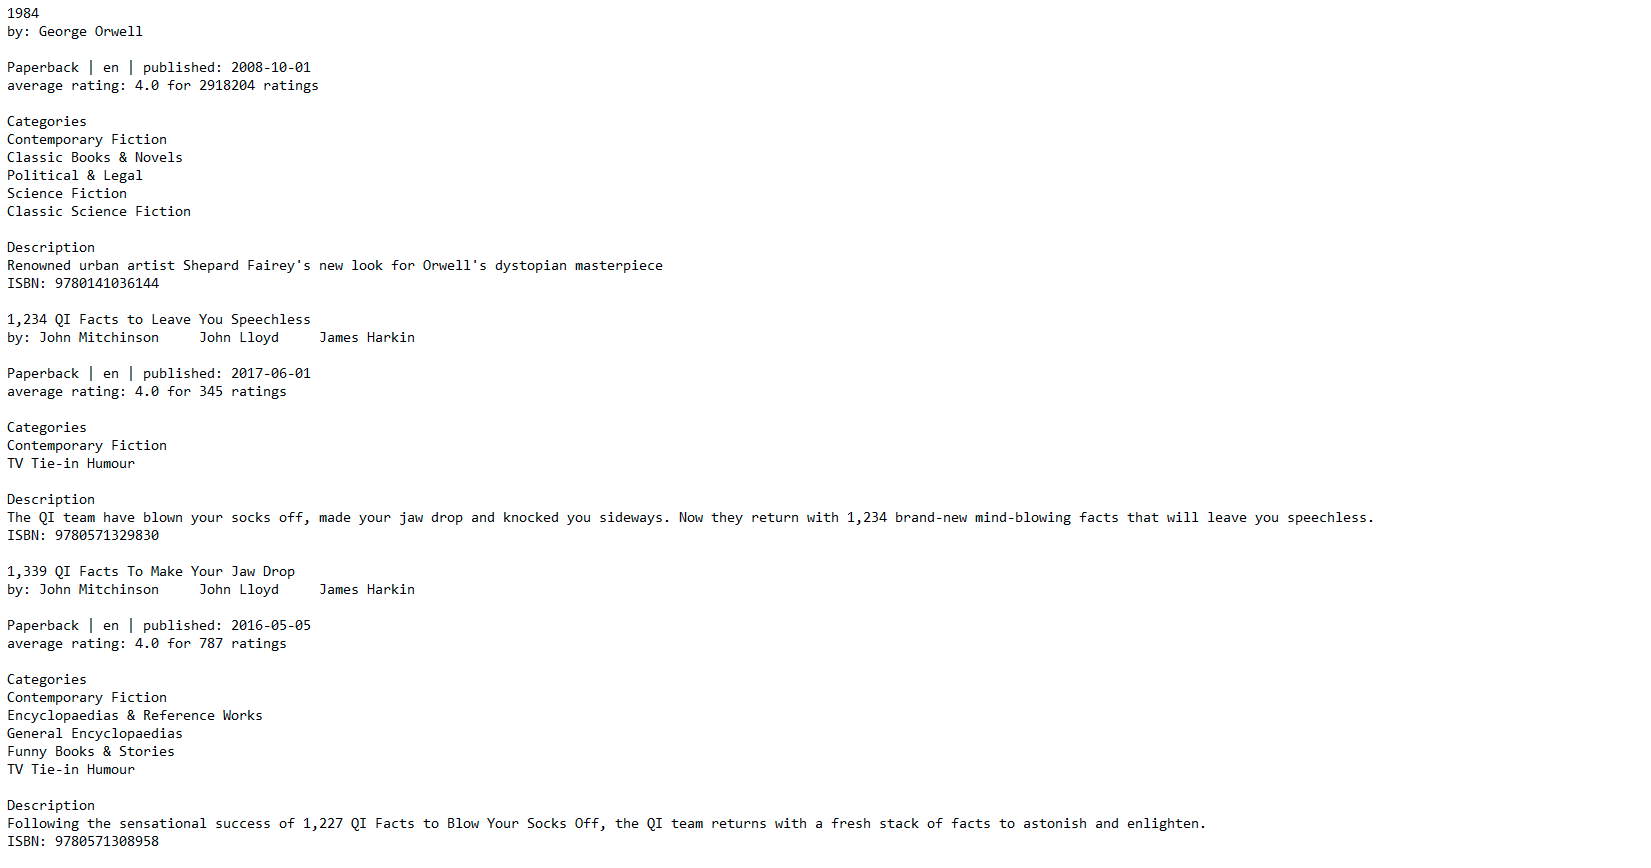 1984
by: George Orwell
Paperback | en | published: 2008-10-01
average rating: 4.0 for 2918204 ratings
Categories
Contemporary Fiction
Classic Books & Novels
Political & Legal
Science Fiction
Classic Science Fiction
Description
Renowned urban artist Shepard Fairey's new look for Orwell's dystopian masterpiece
ISBN: 9780141036144
1,234 QI Facts to Leave You Speechless
by: John Mitchinson     John Lloyd     James Harkin
Paperback | en | published: 2017-06-01
average rating: 4.0 for 345 ratings
Categories
Contemporary Fiction
TV Tie-in Humour
Description
The QI team have blown your socks off, made your jaw drop and knocked you sideways. Now they return with 1,234 brand-new mind-blowing facts that will leave you speechless.
ISBN: 9780571329830
1,339 QI Facts To Make Your Jaw Drop
by: John Mitchinson     John Lloyd     James Harkin
Paperback | en | published: 2016-05-05
average rating: 4.0 for 787 ratings
Categories
Contemporary Fiction
Encyclopaedias & Reference Works
General Encyclopaedias
Funny Books & Stories
TV Tie-in Humour
Description
Following the sensational success of 1,227 QI Facts to Blow Your Socks Off, the QI team returns with a fresh stack of facts to astonish and enlighten.
ISBN: 9780571308958